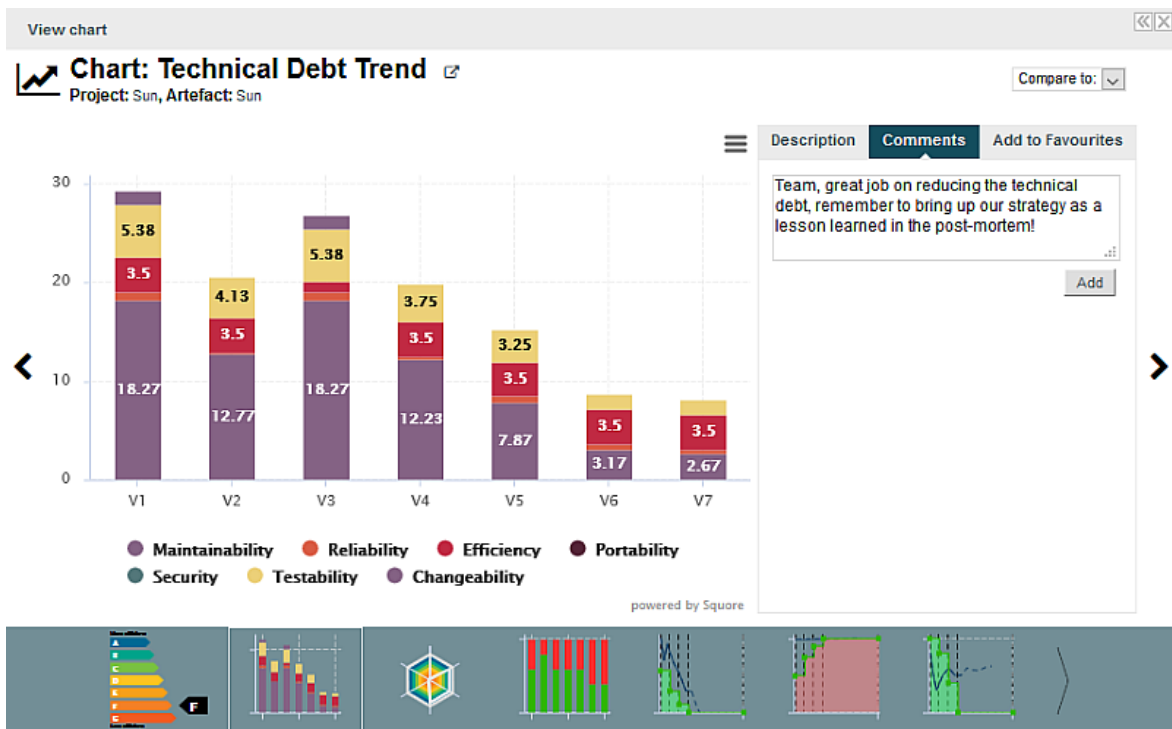 View chart
Chart: Technical Debt Trend
Project: Sun, Artefact: Sun
Compare to:
Description
Comments
Add to Favourites
Team, great job on reducing the technical
debt, remember to bring up our strategy as a
lesson learned in the post-mortem!
Add
30
20
10
0
5.38
3.5
18.27
4.13
3.5
12.77
5.38
18.27
3.75
3.5
12.23
3.25
3.5
7.87
3.5
3.17
3.5
2.67
V1 V2 V3 V4 V5 V6 V7
Maintainability Reliability Efficiency Portability
Security Testability Changeability
powered by Square
A
B
C
D
E
F
G
F